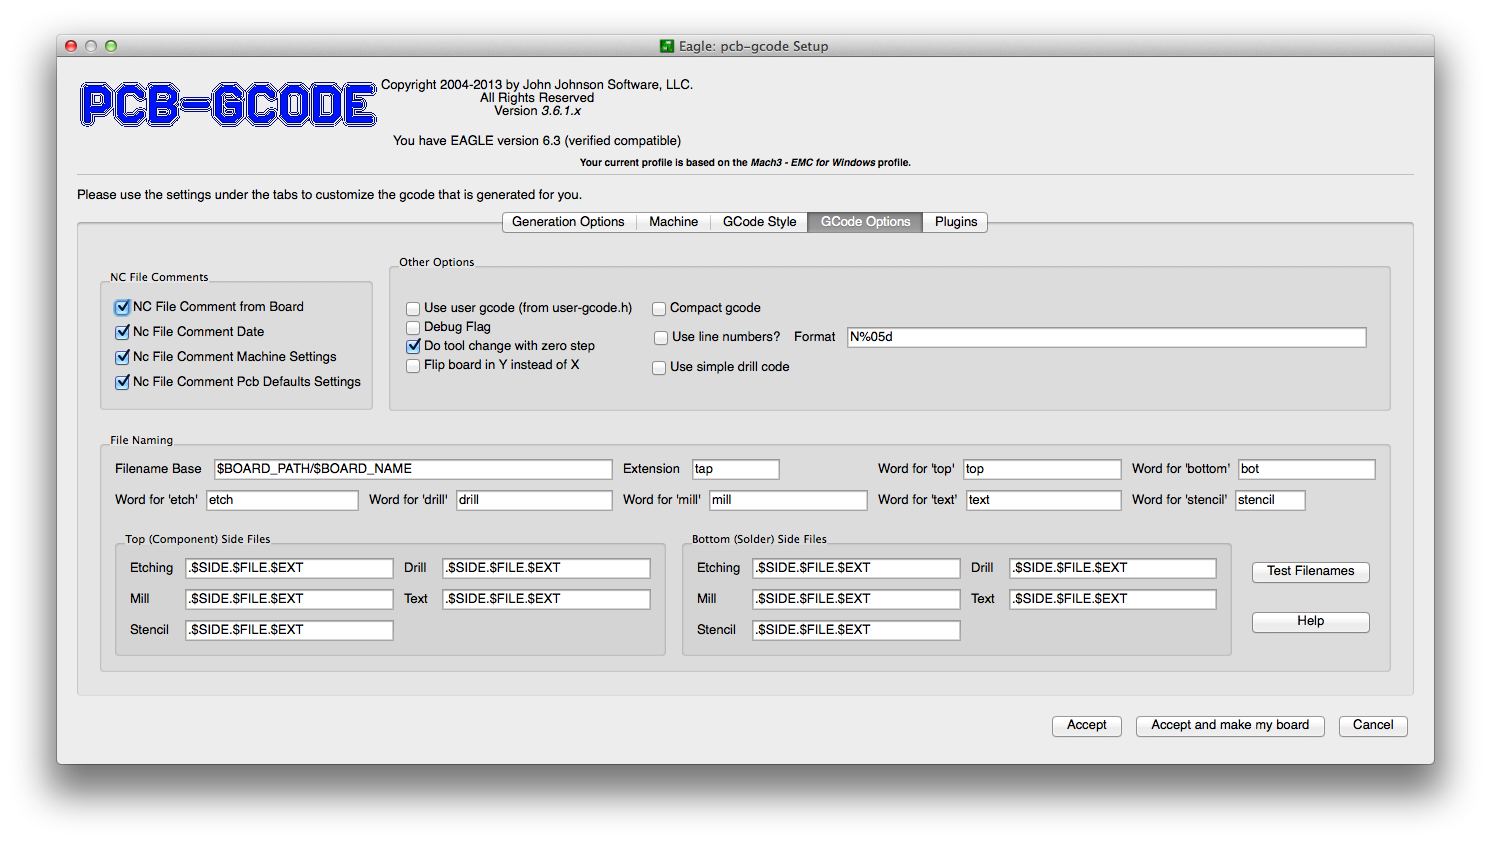 Eagle: pcb-gcode Setup
PCB-GCODE
Copyright 2004-2013 by John Johnson Software, LLC.
All Rights Reserved
Version 3.6.1.x
You have EAGLE version 6.3 (verified compatible)
Your current profile is based on the Mach3 - EMC for Windows profile.
Please use the settings under the tabs to customize the gcode that is generated for you.
Generation Options Machine GCode Style GCode Options Plugins
NC File Comments
NC File Comment from Board
Nc File Comment Date
Nc File Comment Machine Settings
Nc File Comment Pcb Defaults Settings
Other Options
Use user gcode (from user-gcode.h)
Debug Flag
Do tool change with zero step
Flip board in Y instead of X
Compact gcode
Use line numbers? Format N%05d
Use simple drill code
File Naming
Filename Base $BOARD_PATH/$BOARD_NAME Extension tap Word for 'top' top Word for 'bottom' bot
Word for 'etch' etch Word for 'drill' drill Word for 'mill' mill Word for 'text' text Word for 'stencil' stencil
Top (Component) Side Files
Etching .$SIDE.$FILE.$EXT Drill .$SIDE.$FILE.$EXT
Mill .$SIDE.$FILE.$EXT Text .$SIDE.$FILE.$EXT
Stencil .$SIDE.$FILE.$EXT
Bottom (Solder) Side Files
Etching .$SIDE.$FILE.$EXT Drill .$SIDE.$FILE.$EXT
Mill .$SIDE.$FILE.$EXT Text .$SIDE.$FILE.$EXT
Stencil .$SIDE.$FILE.$EXT
Test Filenames
Help
Accept Accept and make my board Cancel